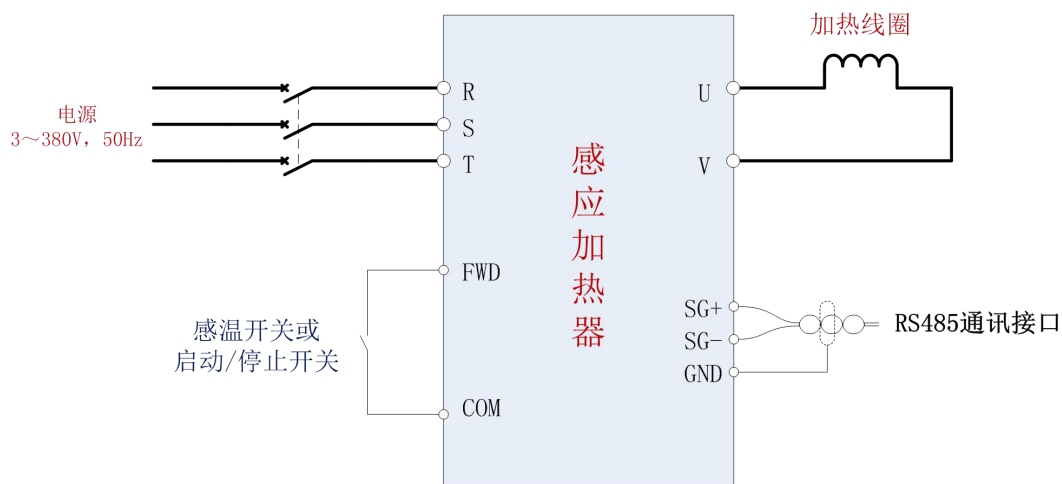 加热线圈
电源
3～380V，50Hz
R
S
T
U
V
感应加热器
FWD
COM
感温开关或
启动/停止开关
SG+
SG-
GND
RS485通讯接口